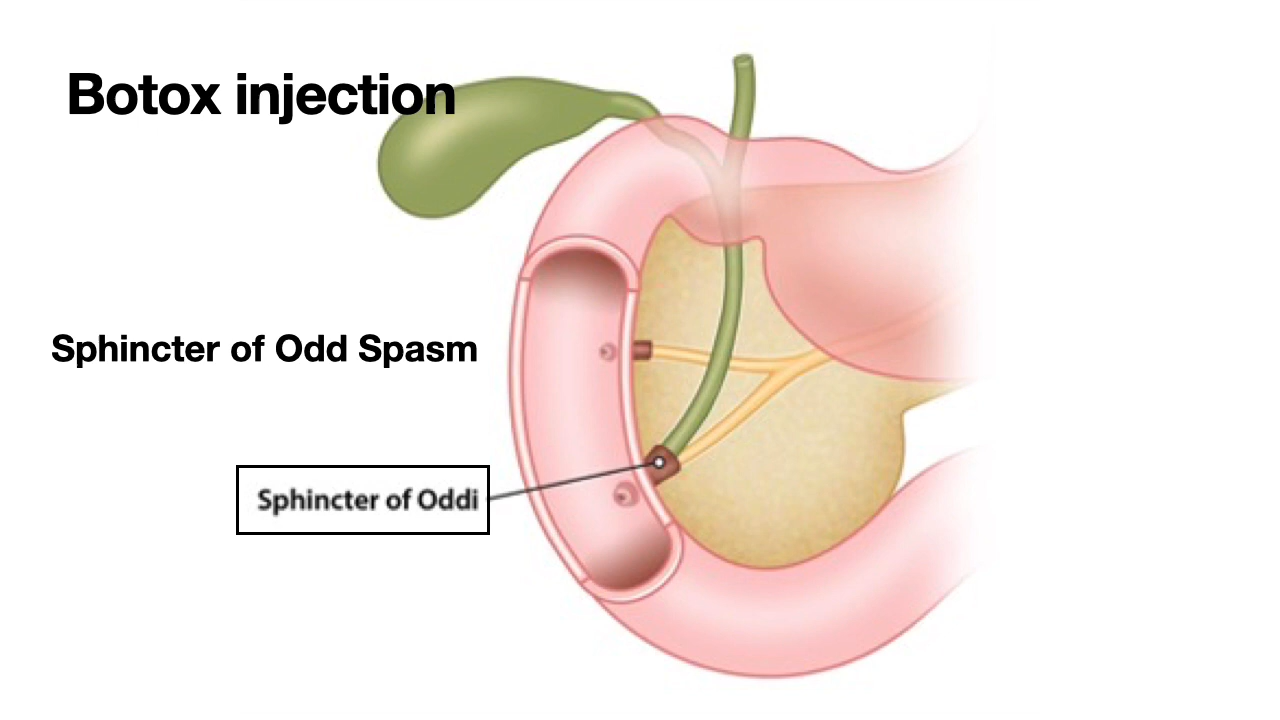 Botox injection
Sphincter of Odd Spasm
Sphincter of Oddi